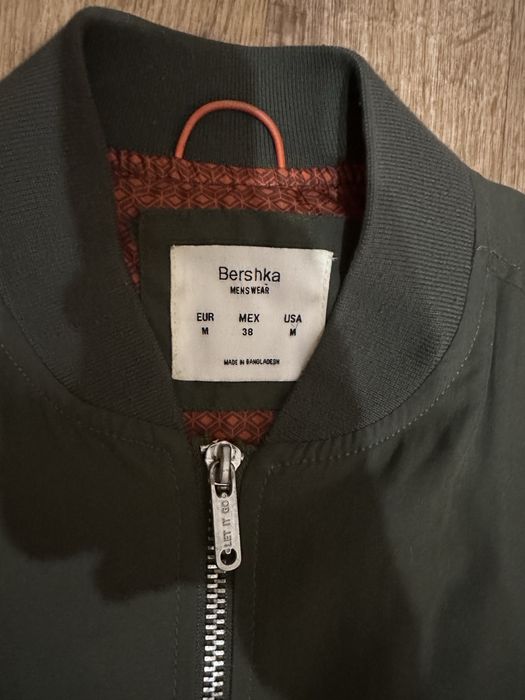 Bershka
MENSWEAR
EUR MEX USA
M 38 M
MADE IN BANGLADESH
LET IT GO